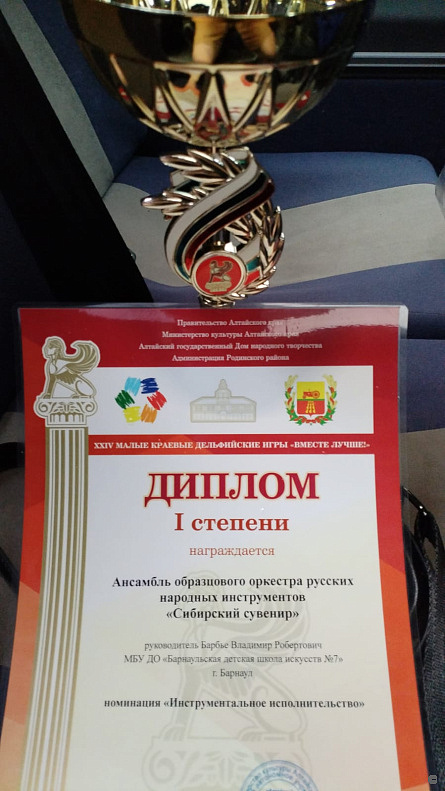 Правительство Алтайского края
Министерство культуры Алтайского края
Алтайский государственный Дом народного творчества
Администрация Родинского района
XXIV МАЛЫЕ КРАЕВЫЕ ДЕЛЬФИЙСКИЕ ИГРЫ «ВМЕСТЕ ЛУЧШЕ!»
ДИПЛОМ
I степени
награждается
Ансамбль образцового оркестра русских
народных инструментов
«Сибирский сувенир»
руководитель Барбье Владимир Робертович
МБУ ДО «Барнаульская детская школа искусств №7»
г. Барнаул
номинация «Инструментальное исполнительство»